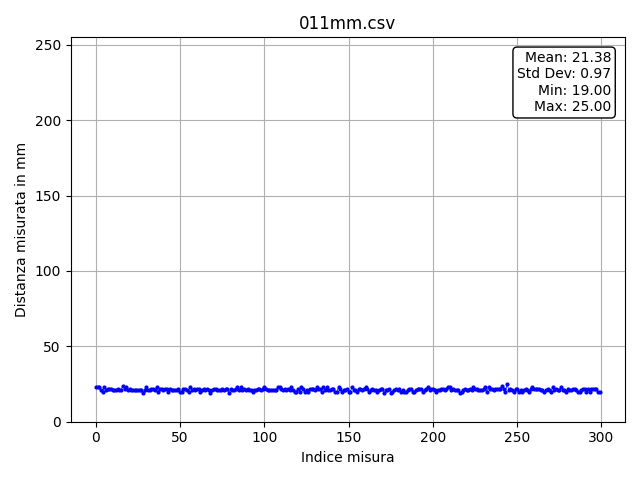 011mm.csv
Mean: 21.38
Std Dev: 0.97
Min: 19.00
Max: 25.00
Distanza misurata in mm
250
200
150
100
50
0
0 50 100 150 200 250 300
Indice misura